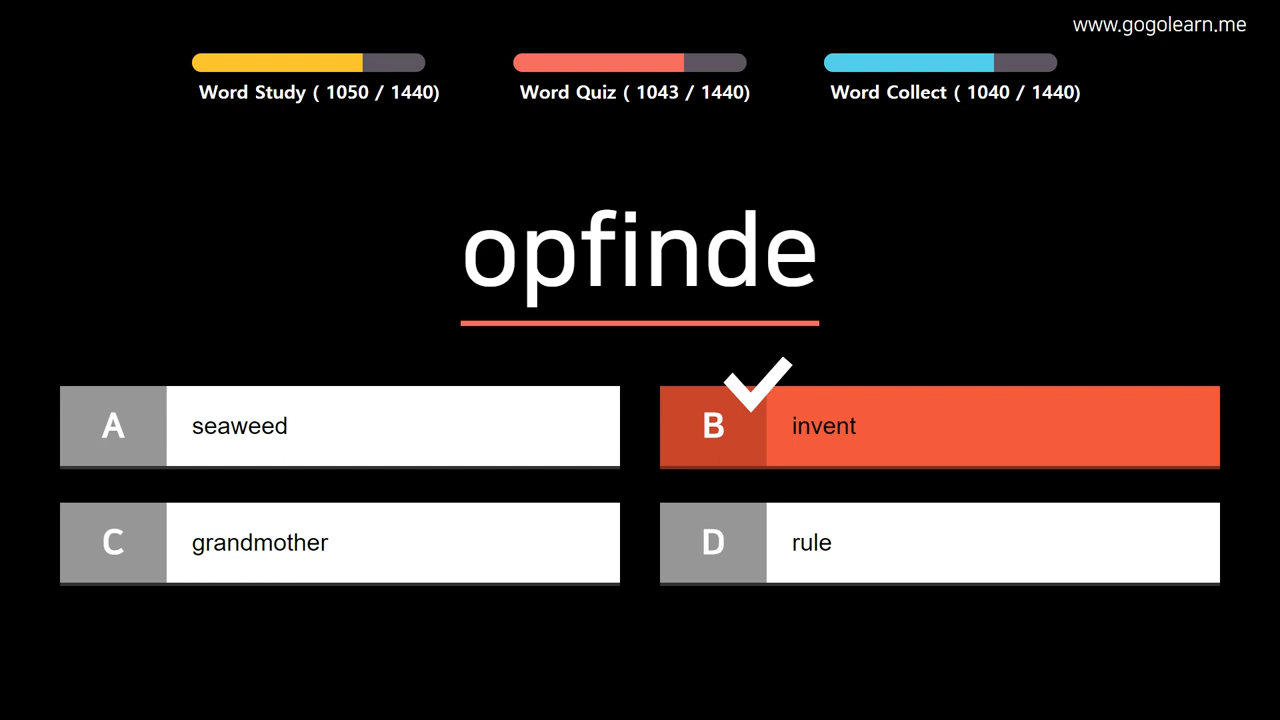 www.gogolearn.me
Word Study ( 1050 / 1440)
Word Quiz ( 1043 / 1440)
Word Collect ( 1040 / 1440)
opfinde
A seaweed
B invent
C grandmother
D rule